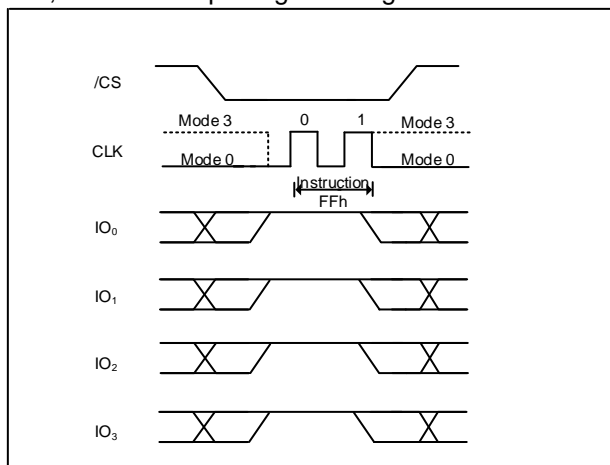 /CS
Mode 3 0 1 Mode 3
CLK
Mode 0 Mode 0
Instruction
FFh
IO₀
IO₁
IO₂
IO₃